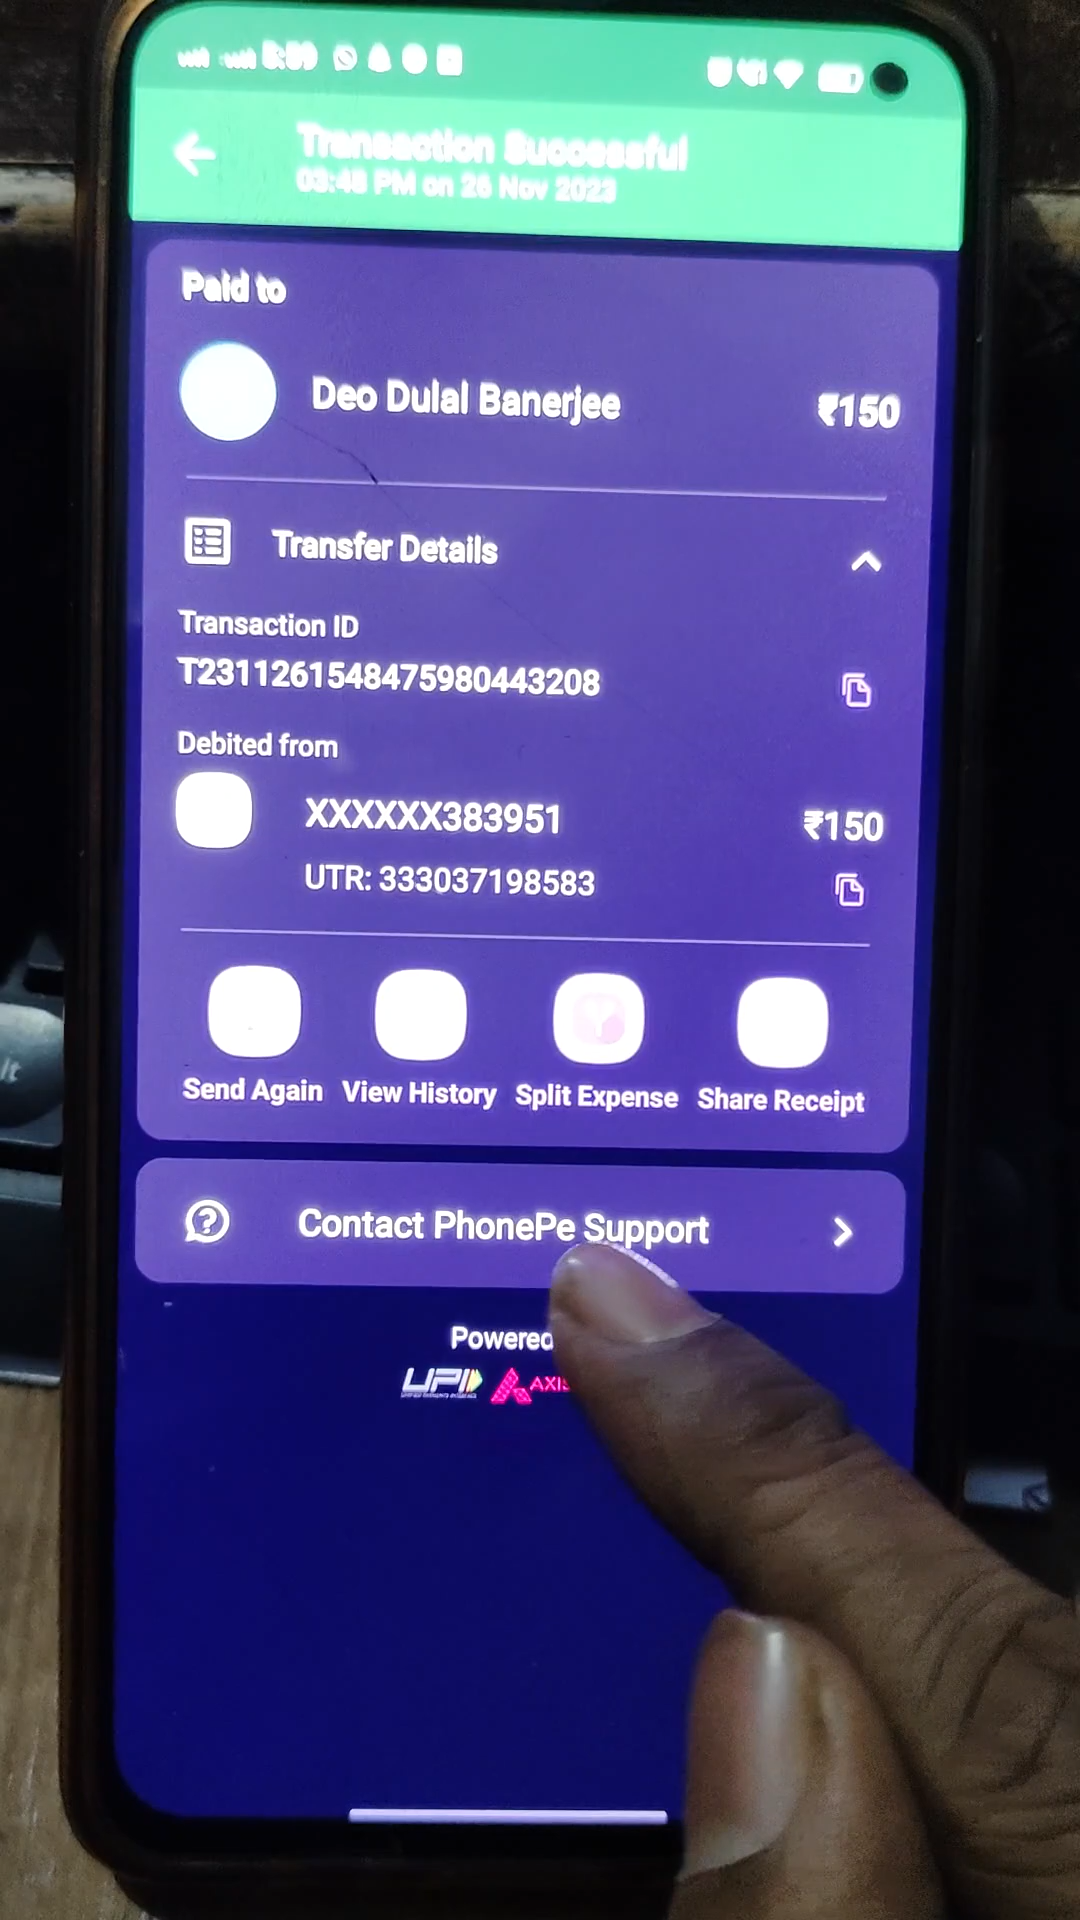 Transaction Successful
03:48 PM on 26 Nov 2023
Paid to
Deo Dulal Banerjee
₹150
Transfer Details
Transaction ID
T2311261548475980443208
Debited from
XXXXXX383951
₹150
UTR: 333037198583
Send Again View History Split Expense Share Receipt
Contact PhonePe Support
Powered
UPI AXIS